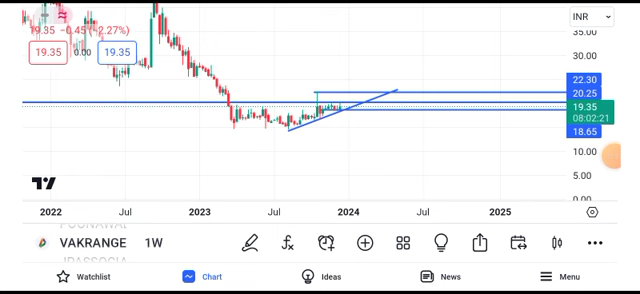 INR
19.35 −0.45 (−2.27%)
35.00
19.35 0.00 19.35
30.00
22.30
20.25
19.35
08:02:21
18.65
10.00
5.00
0.00
2022 Jul 2023 Jul 2024 Jul 2025
VAKRANGE 1W
Watchlist Chart Ideas News Menu